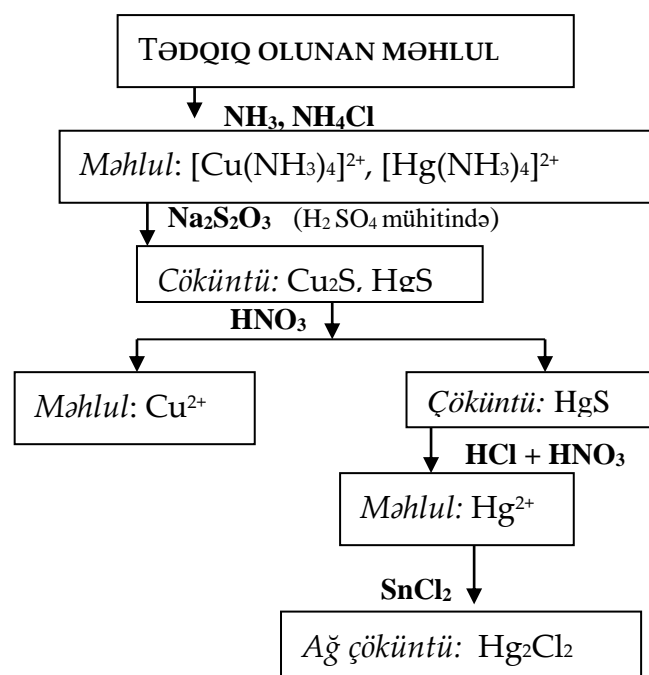 TƏDQIQ OLUNAN MƏHLUL
NH₃, NH₄Cl
Məhlul: [Cu(NH₃)₄]²⁺, [Hg(NH₃)₄]²⁺
Na₂S₂O₃ (H₂ SO₄ mühitində)
Cöküntü: Cu₂S, HgS
HNO₃
Məhlul: Cu²⁺
Çöküntü: HgS
HCl + HNO₃
Məhlul: Hg²⁺
SnCl₂
Ağ çöküntü: Hg₂Cl₂